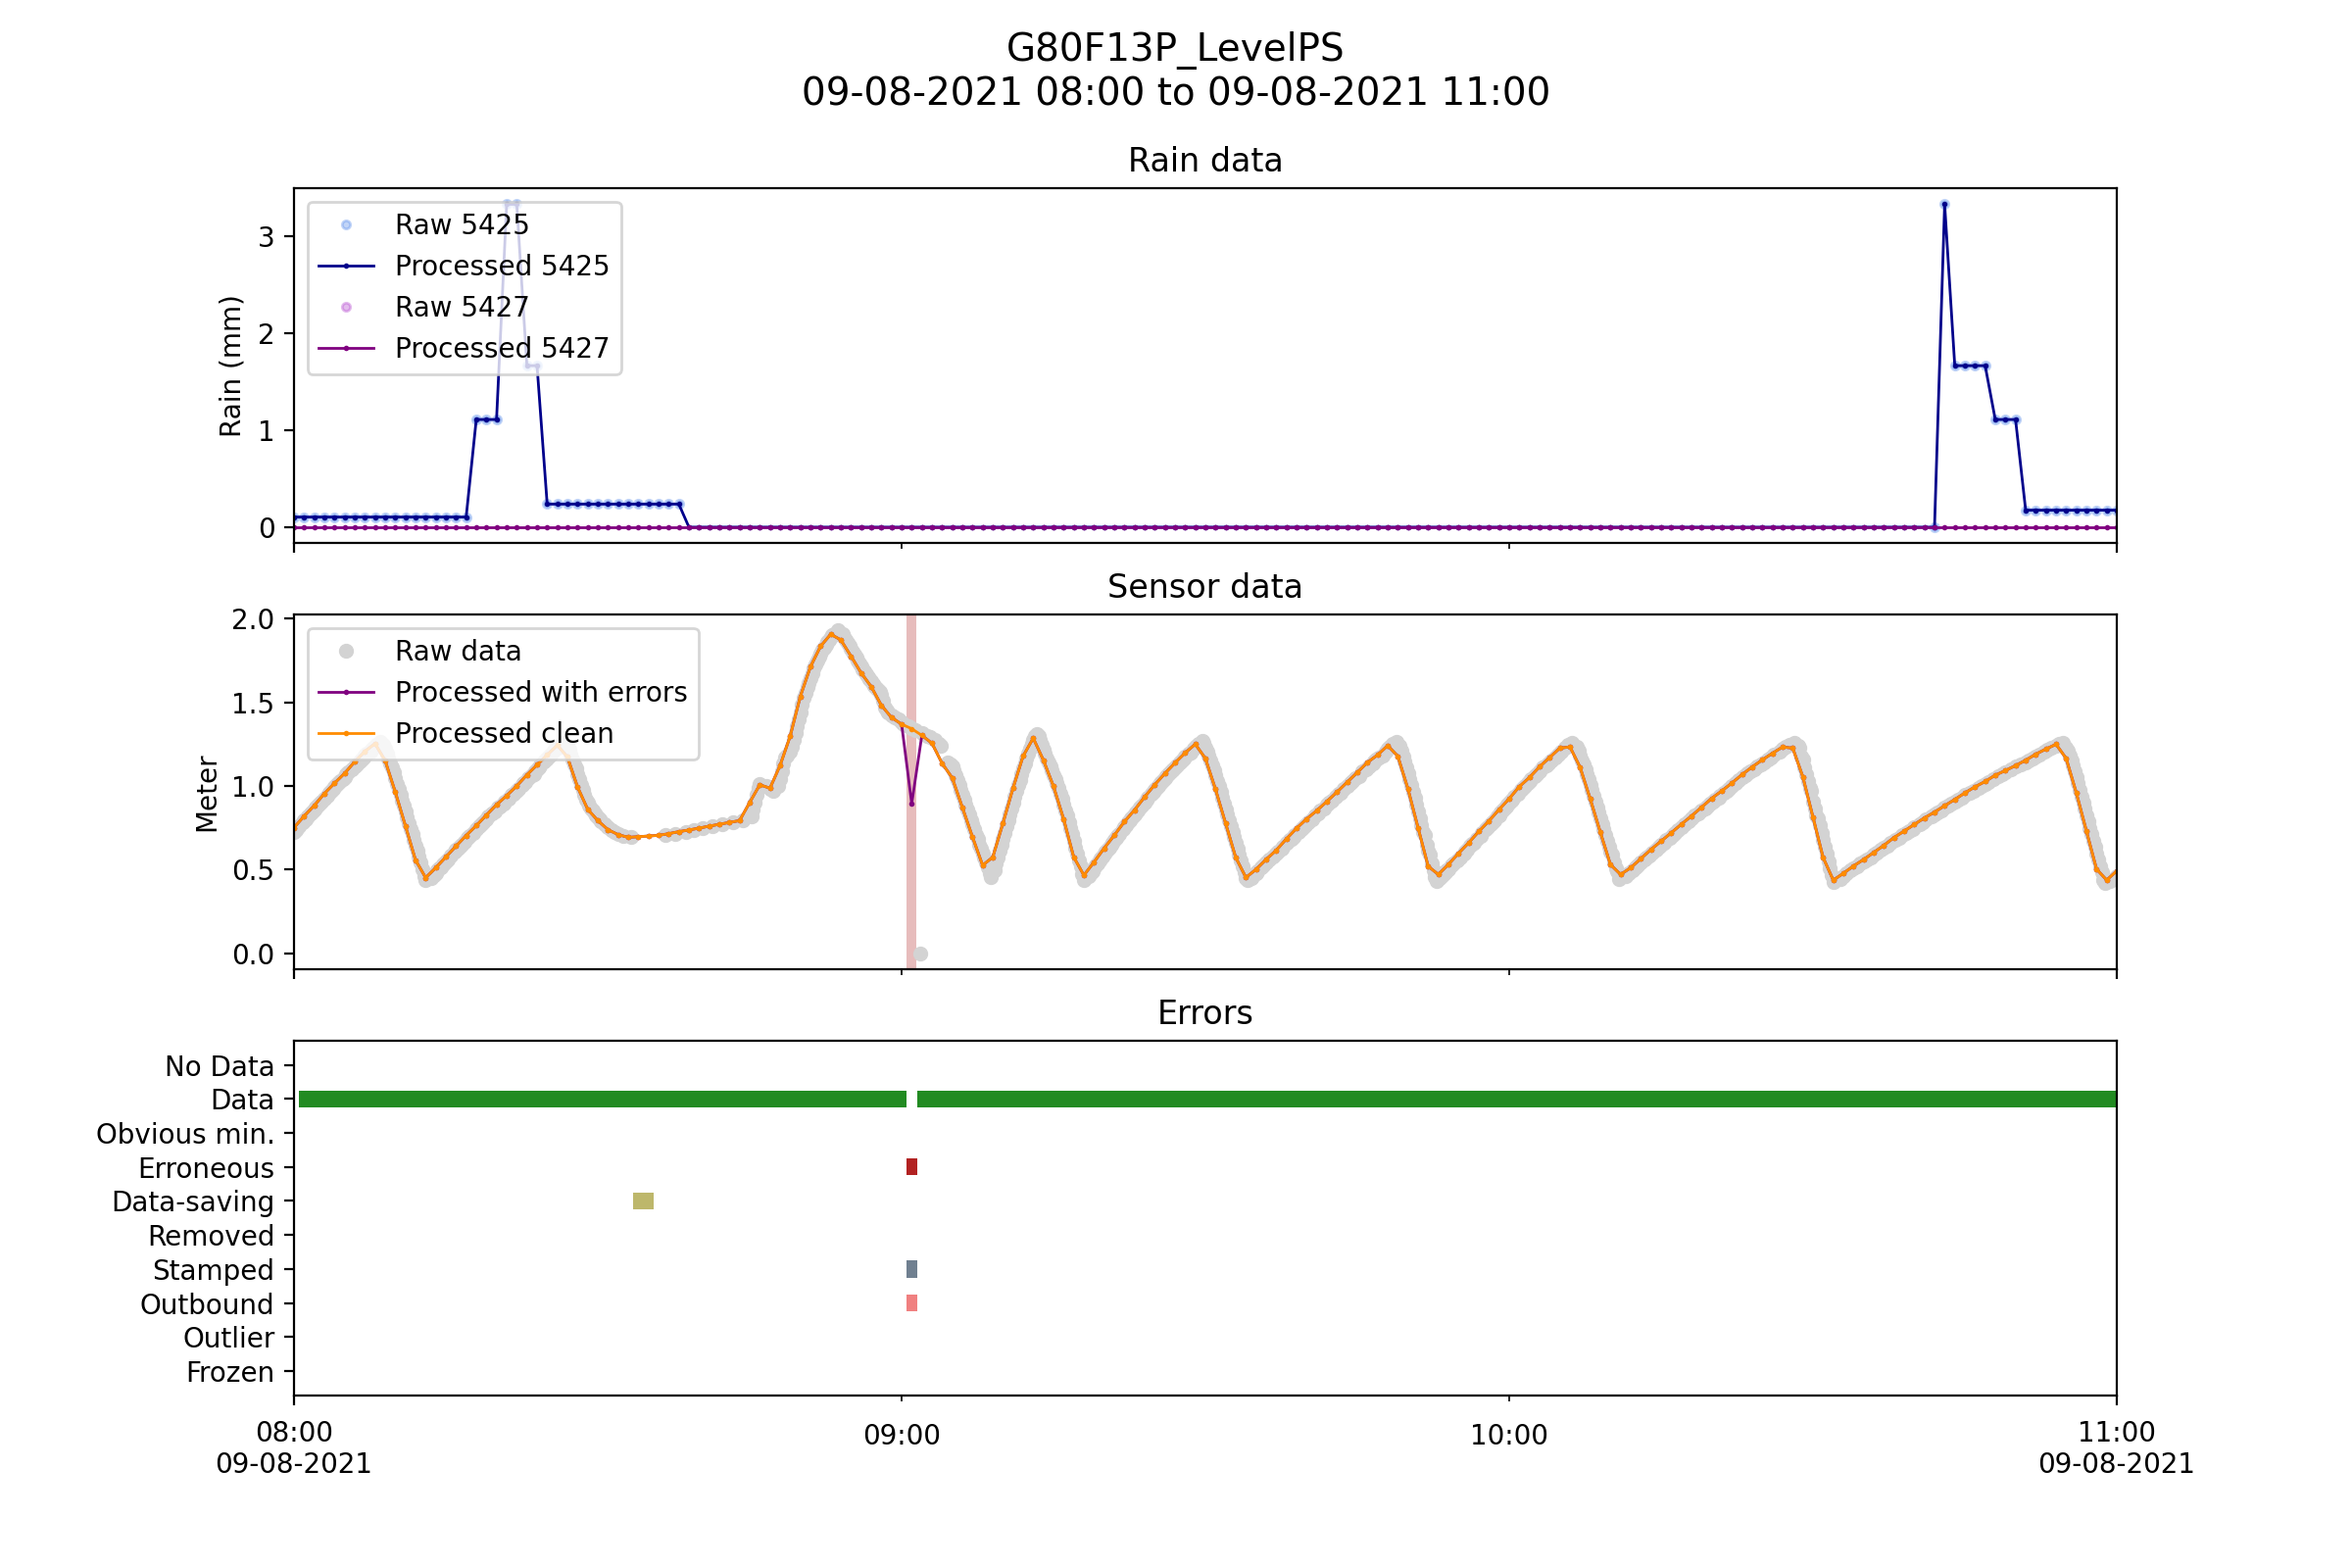 G80F13P_LevelPS
09-08-2021 08:00 to 09-08-2021 11:00
Rain data
Rain (mm)
3
2
1
0
Raw 5425
Processed 5425
Raw 5427
Processed 5427
Sensor data
Meter
2.0
1.5
1.0
0.5
0.0
Raw data
Processed with errors
Processed clean
Errors
No Data
Data
Obvious min.
Erroneous
Data-saving
Removed
Stamped
Outbound
Outlier
Frozen
08:00
09:00
10:00
11:00
09-08-2021
09-08-2021